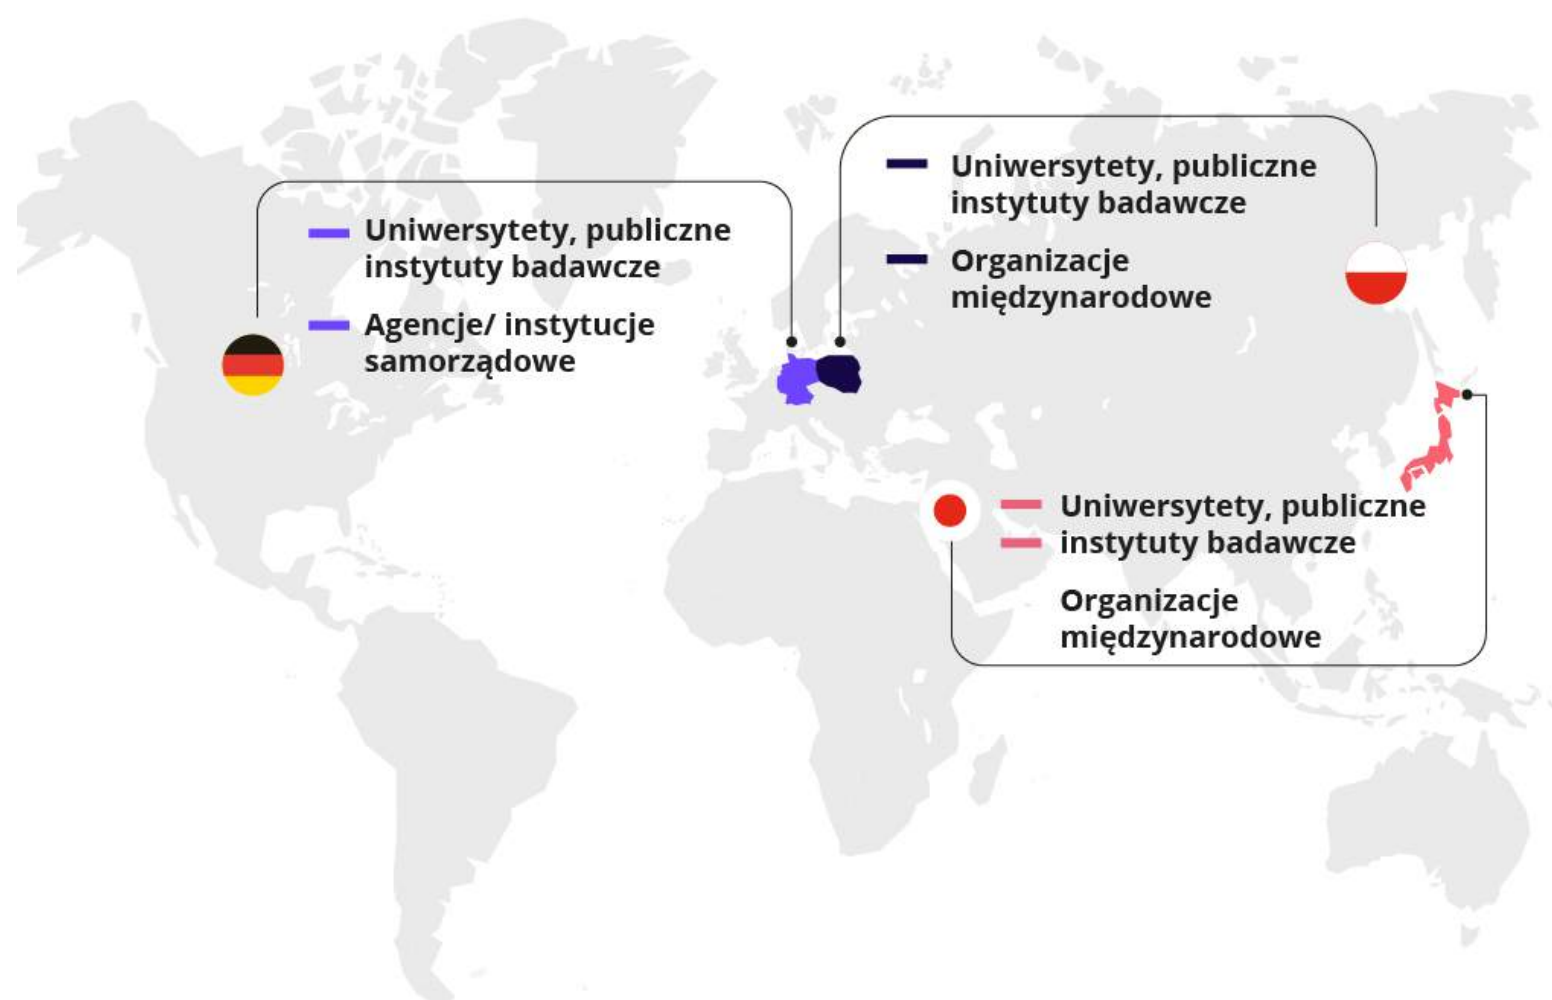 Uniwersytety, publiczne
instytuty badawcze
Agencje/ instytucje
samorządowe
Uniwersytety, publiczne
instytuty badawcze
Organizacje
międzynarodowe
Uniwersytety, publiczne
instytuty badawcze
Organizacje
międzynarodowe